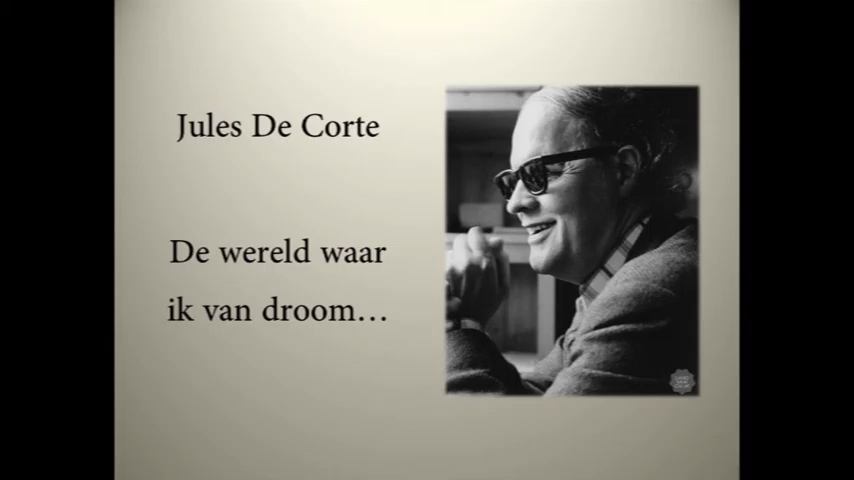 Jules De Corte
De wereld waar
ik van droom…